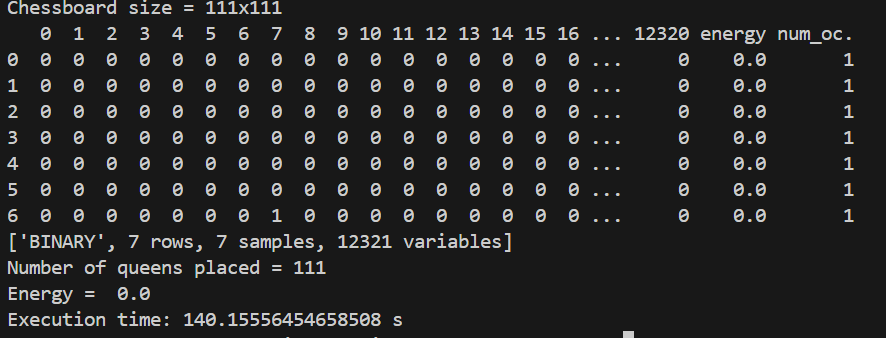 Chessboard size = 111x111
0 1 2 3 4 5 6 7 8 9 10 11 12 13 14 15 16 ... 12320 energy num_oc.
0 0 0 0 0 0 0 0 0 0 0 0 0 0 0 0 0 0 ... 0 0.0 1
1 0 0 0 0 0 0 0 0 0 0 0 0 0 0 0 0 0 ... 0 0.0 1
2 0 0 0 0 0 0 0 0 0 0 0 0 0 0 0 0 0 ... 0 0.0 1
3 0 0 0 0 0 0 0 0 0 0 0 0 0 0 0 0 0 ... 0 0.0 1
4 0 0 0 0 0 0 0 0 0 0 0 0 0 0 0 0 0 ... 0 0.0 1
5 0 0 0 0 0 0 0 0 0 0 0 0 0 0 0 0 0 ... 0 0.0 1
6 0 0 0 0 0 0 0 1 0 0 0 0 0 0 0 0 0 ... 0 0.0 1
['BINARY', 7 rows, 7 samples, 12321 variables]
Number of queens placed = 111
Energy =  0.0
Execution time: 140.15556454658508 s